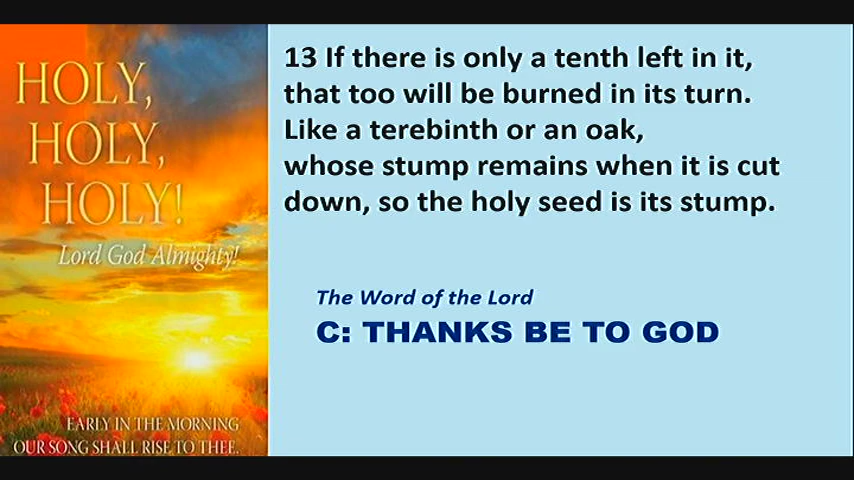 HOLY,
HOLY,
HOLY!
Lord God Almighty!
EARLY IN THE MORNING
OUR SONG SHALL RISE TO THEE.
13 If there is only a tenth left in it,
that too will be burned in its turn.
Like a terebinth or an oak,
whose stump remains when it is cut
down, so the holy seed is its stump.
The Word of the Lord
C: THANKS BE TO GOD